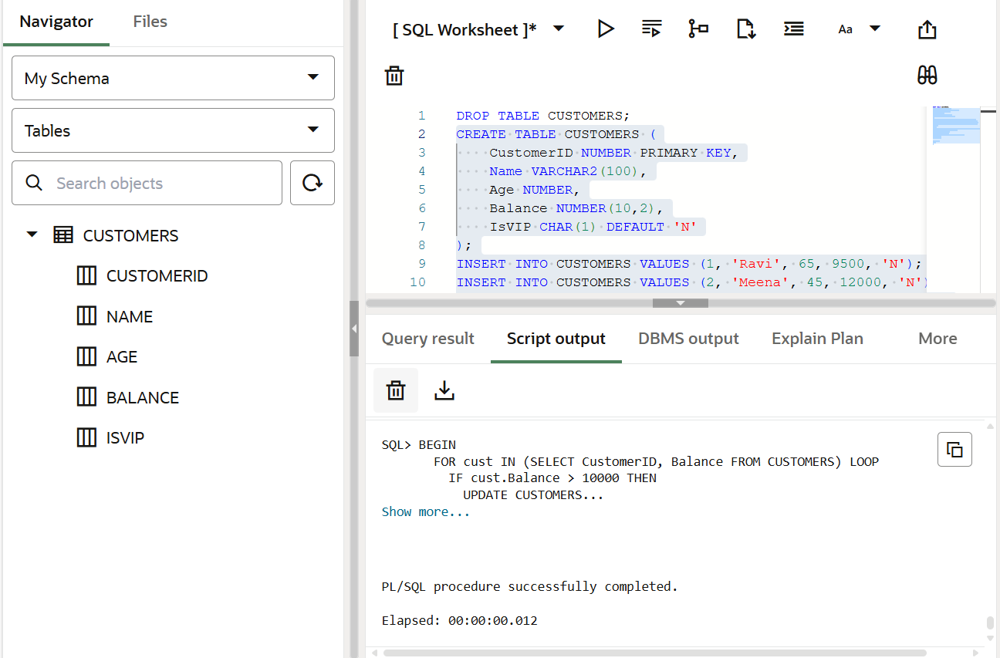 Navigator Files
My Schema
Tables
Search objects
CUSTOMERS
CUSTOMERID
NAME
AGE
BALANCE
ISVIP
[ SQL Worksheet ]*
Aa
1 DROP TABLE CUSTOMERS;
2 CREATE TABLE CUSTOMERS (
3 CustomerID NUMBER PRIMARY KEY,
4 Name VARCHAR2(100),
5 Age NUMBER,
6 Balance NUMBER(10,2),
7 IsVIP CHAR(1) DEFAULT 'N'
8 );
9 INSERT INTO CUSTOMERS VALUES (1, 'Ravi', 65, 9500, 'N');
10 INSERT INTO CUSTOMERS VALUES (2, 'Meena', 45, 12000, 'N')
Query result Script output DBMS output Explain Plan More
SQL> BEGIN
FOR cust IN (SELECT CustomerID, Balance FROM CUSTOMERS) LOOP
IF cust.Balance > 10000 THEN
UPDATE CUSTOMERS...
Show more...
PL/SQL procedure successfully completed.
Elapsed: 00:00:00.012